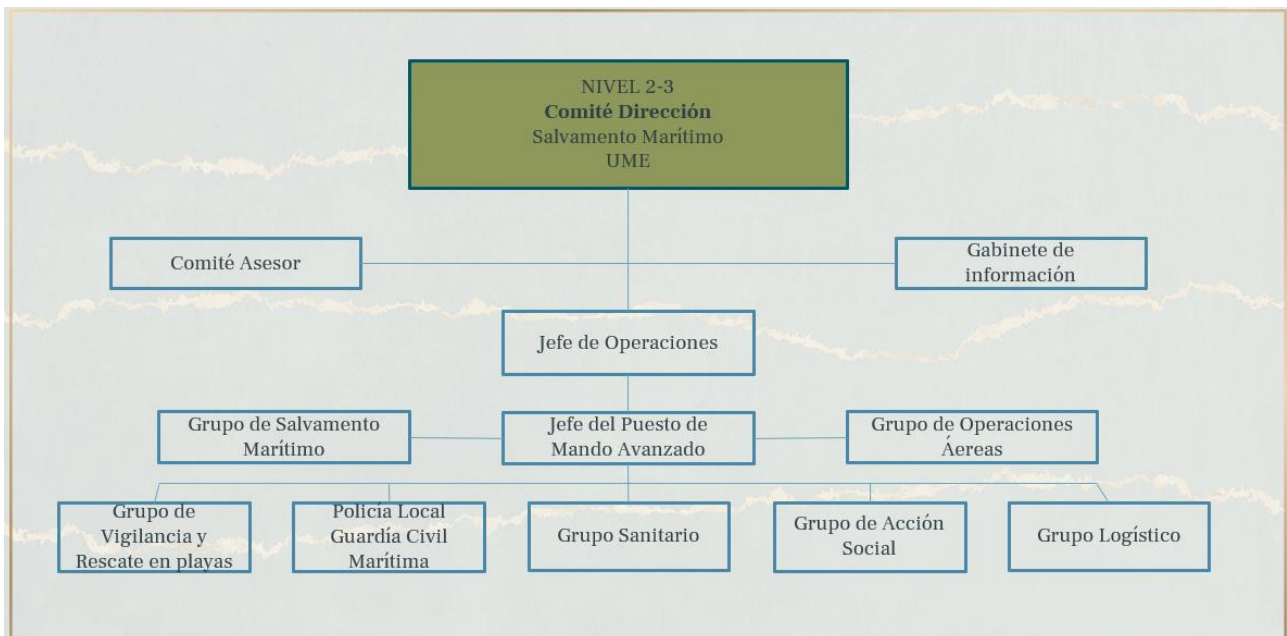 NIVEL 2-3
Comité Dirección
Salvamento Marítimo
UME
Comité Asesor
Gabinete de
información
Jefe de Operaciones
Grupo de Salvamento
Marítimo
Jefe del Puesto de
Mando Avanzado
Grupo de Operaciones
Áereas
Grupo de
Vigilancia y
Rescate en playas
Policía Local
Guardía Civil
Marítima
Grupo Sanitario
Grupo de Acción
Social
Grupo Logístico